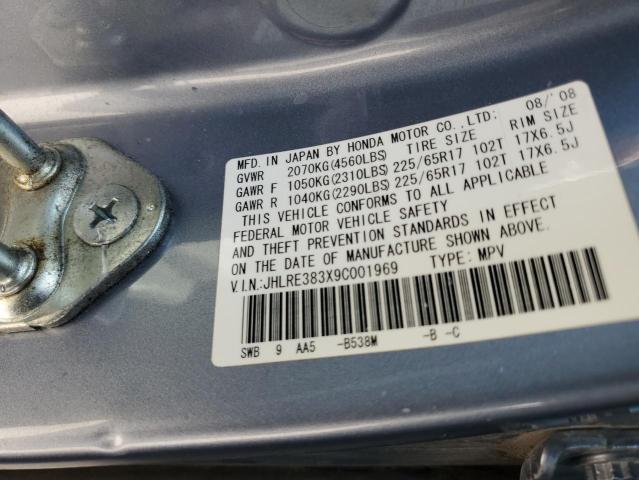 MFD. IN JAPAN BY HONDA MOTOR CO.,LTD: 08/'08
GVWR 2070KG(4560LBS) TIRE SIZE RIM SIZE
GAWR F 1050KG(2310LBS) 225/65R17 102T 17X6.5J
GAWR R 1040KG(2290LBS) 225/65R17 102T 17X6.5J
THIS VEHICLE CONFORMS TO ALL APPLICABLE
FEDERAL MOTOR VEHICLE SAFETY
AND THEFT PREVENTION STANDARDS IN EFFECT
ON THE DATE OF MANUFACTURE SHOWN ABOVE.
V.I.N.:JHLRE383X9C001969 TYPE: MPV
SWB 9 AA5 -B538M -B -C